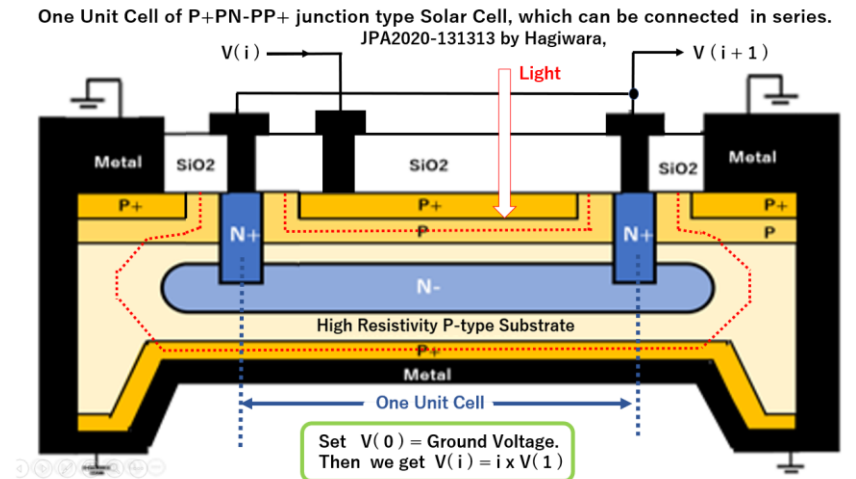 One Unit Cell of P+PN-PP+ junction type Solar Cell, which can be connected in series.
JPA2020-131313 by Hagiwara,
V(i)
V(i+1)
Light
Metal
SiO2
SiO2
SiO2
Metal
P+
P+
P+
P
P
N+
N+
N-
High Resistivity P-type Substrate
P+
Metal
One Unit Cell
Set V(0) = Ground Voltage.
Then we get V(i) = i x V(1)